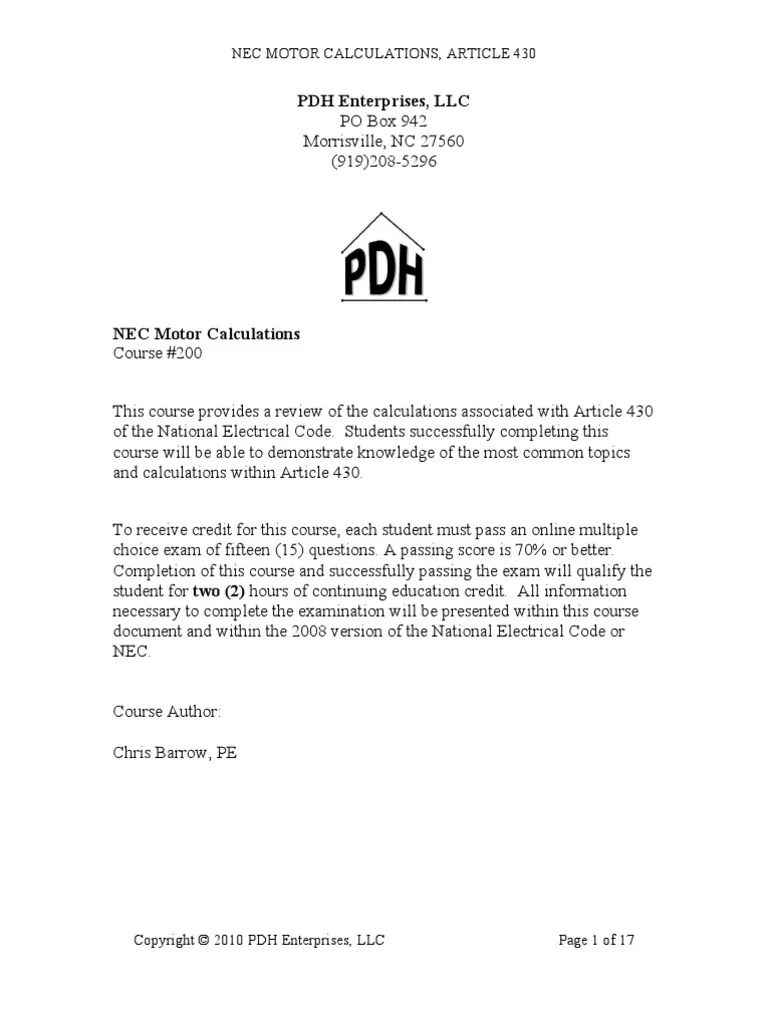 NEC MOTOR CALCULATIONS, ARTICLE 430
PDH Enterprises, LLC
PO Box 942
Morrisville, NC 27560
(919)208-5296
PDH
NEC Motor Calculations
Course #200
This course provides a review of the calculations associated with Article 430
of the National Electrical Code.  Students successfully completing this
course will be able to demonstrate knowledge of the most common topics
and calculations within Article 430.
To receive credit for this course, each student must pass an online multiple
choice exam of fifteen (15) questions. A passing score is 70% or better.
Completion of this course and successfully passing the exam will qualify the
student for two (2) hours of continuing education credit.  All information
necessary to complete the examination will be presented within this course
document and within the 2008 version of the National Electrical Code or
NEC.
Course Author:
Chris Barrow, PE
Copyright © 2010 PDH Enterprises, LLC Page 1 of 17